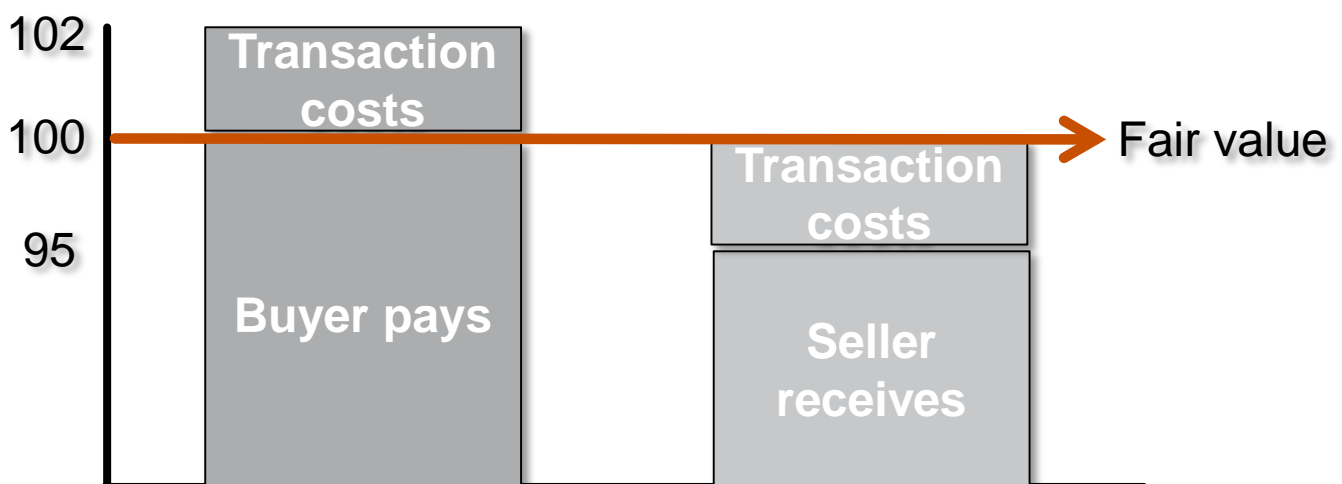 102
Transaction
costs
100
Fair value
Transaction
costs
95
Buyer pays
Seller
receives